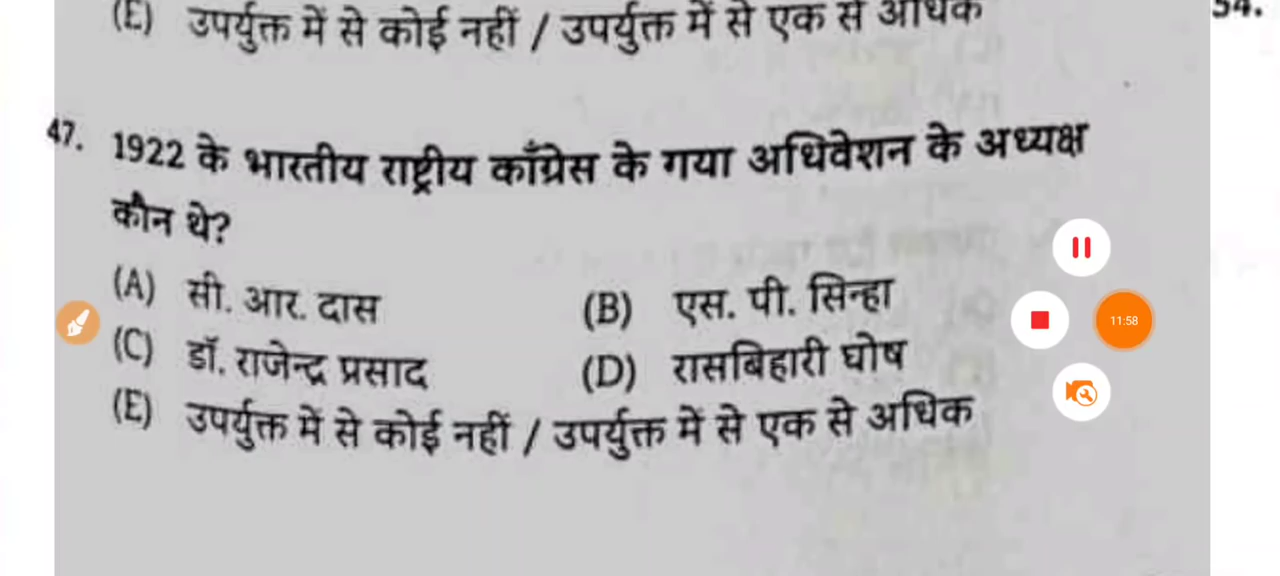 (E) उपर्युक्त में से कोई नहीं / उपर्युक्त में से एक से अधिक
54.
47. 1922 के भारतीय राष्ट्रीय काँग्रेस के गया अधिवेशन के अध्यक्ष
कौन थे?
(A) सी. आर. दास (B) एस. पी. सिन्हा
(C) डॉ. राजेन्द्र प्रसाद (D) रासबिहारी घोष
(E) उपर्युक्त में से कोई नहीं / उपर्युक्त में से एक से अधिक
11:58